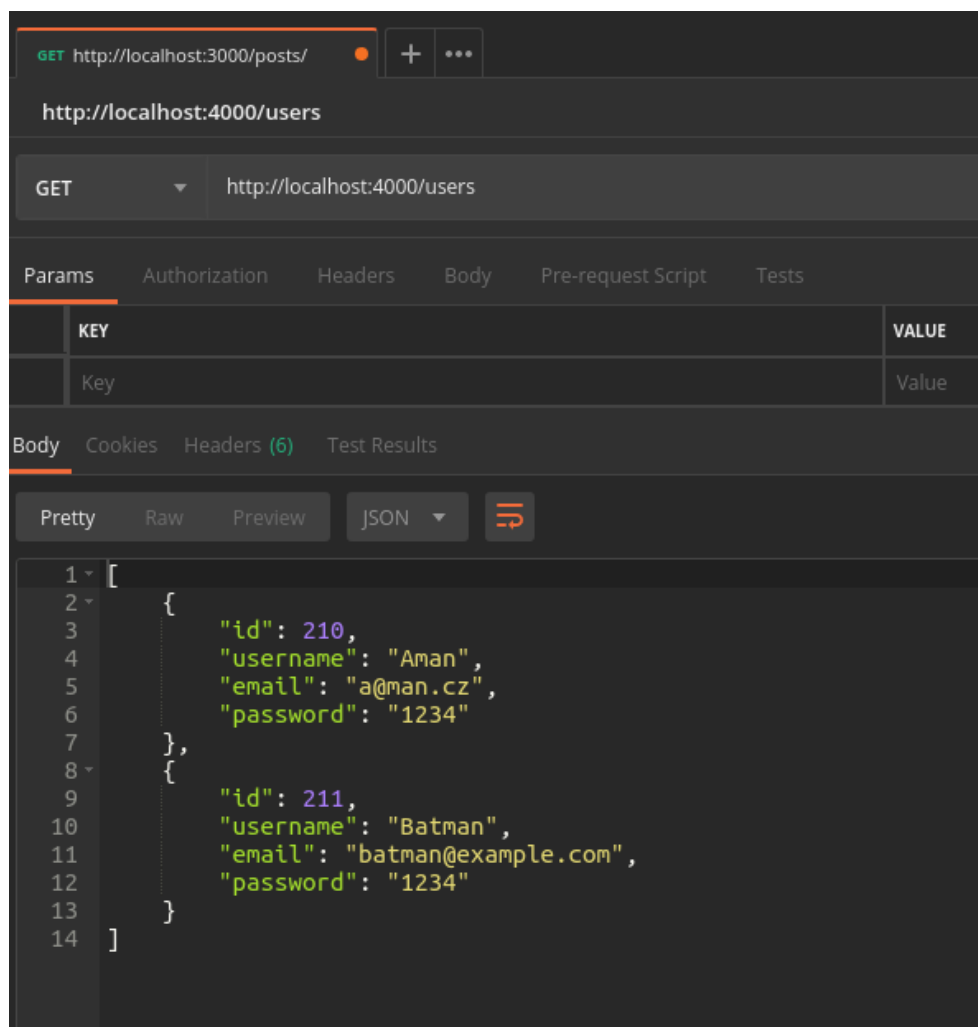 GET http://localhost:3000/posts/ + •••
http://localhost:4000/users
GET http://localhost:4000/users
Params Authorization Headers Body Pre-request Script Tests
KEY VALUE
Key Value
Body Cookies Headers (6) Test Results
Pretty Raw Preview JSON
1 [
2 {
3 "id": 210,
4 "username": "Aman",
5 "email": "a@man.cz",
6 "password": "1234"
7 },
8 {
9 "id": 211,
10 "username": "Batman",
11 "email": "batman@example.com",
12 "password": "1234"
13 }
14 ]